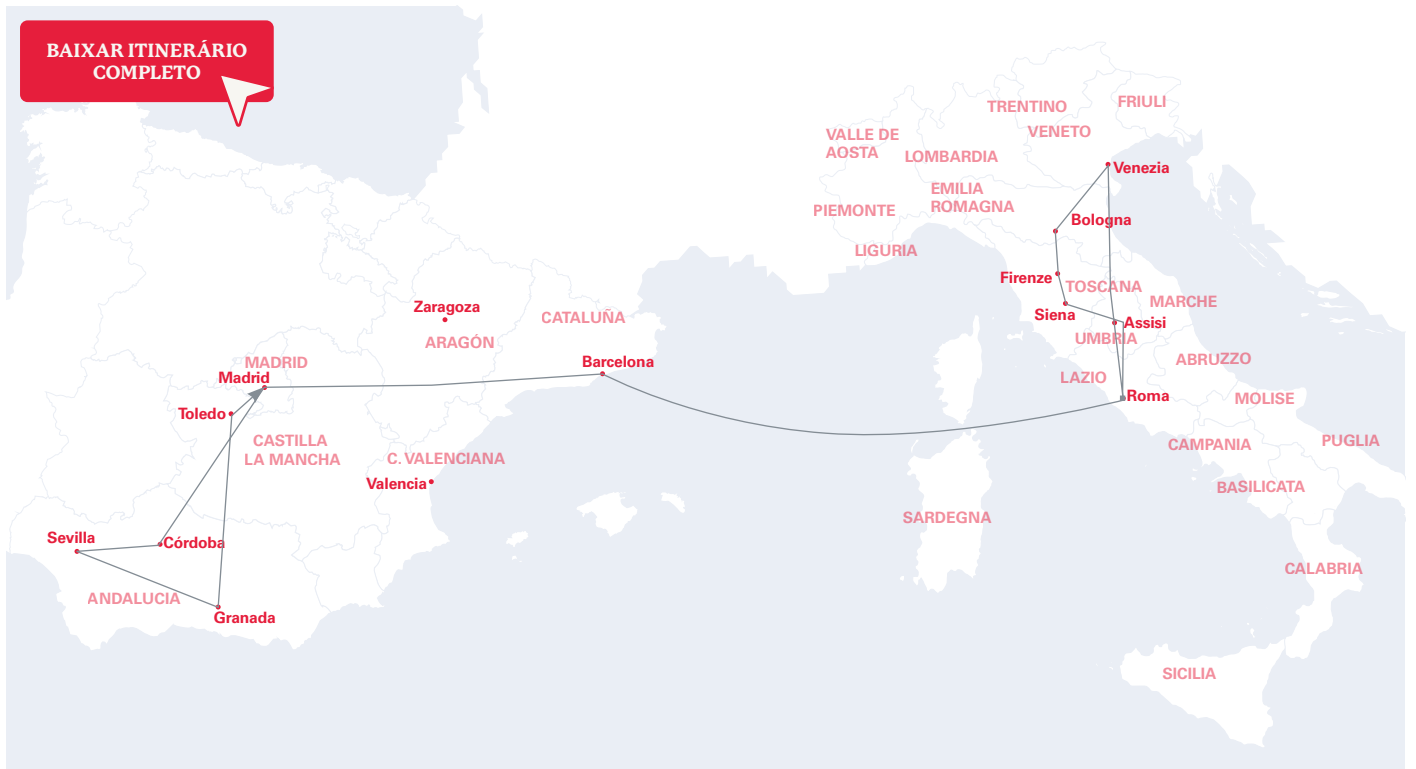 BAIXAR ITINERÁRIO
COMPLETO
TRENTINO
FRIULI
VENETO
VALLE DE
AOSTA
LOMBARDIA
Venezia
EMILIA
ROMAGNA
PIEMONTE
Bologna
LIGURIA
Firenze
TOSCANA
MARCHE
Zaragoza
CATALUÑA
Siena
Assisi
ARAGÓN
UMBRIA
MADRID
Barcelona
ABRUZZO
Madrid
LAZIO
Roma
MOLISE
Toledo
CASTILLA
LA MANCHA
C. VALENCIANA
CAMPANIA
PUGLIA
Valencia
BASILICATA
SARDEGNA
Sevilla
Córdoba
CALABRIA
ANDALUCIA
Granada
SICILIA